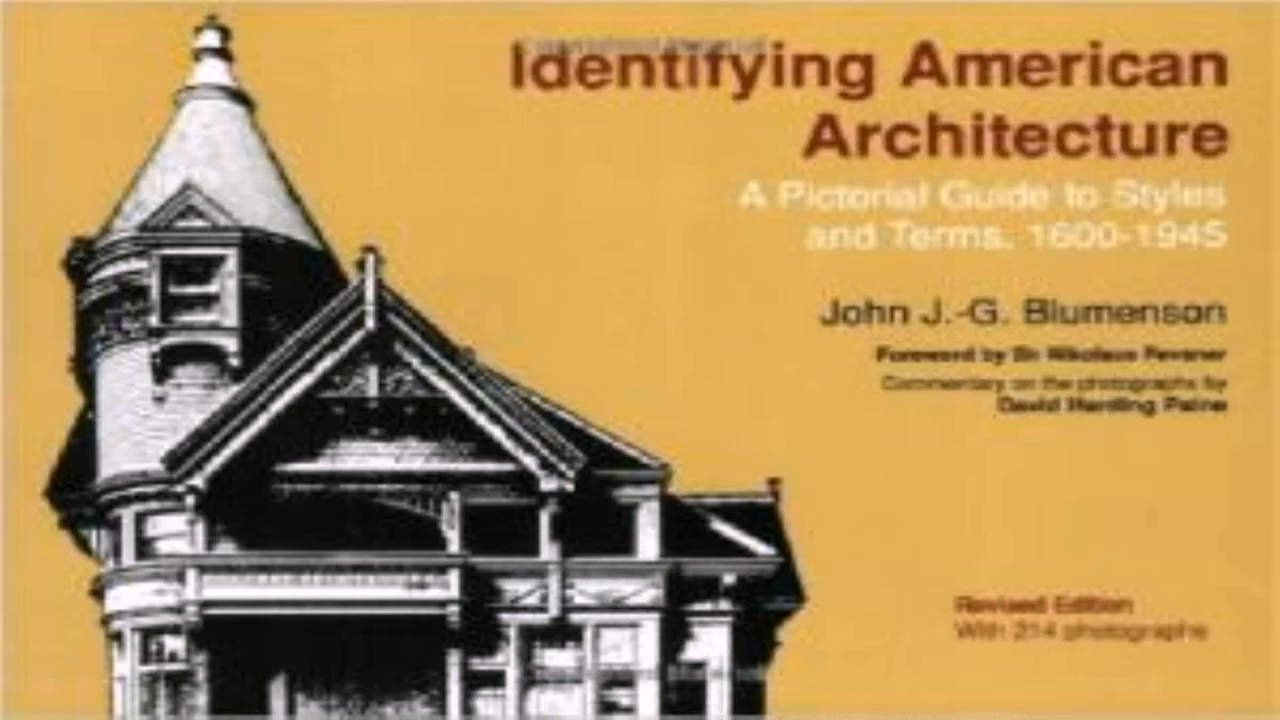 Identifying American
Architecture
A Pictorial Guide to Styles
and Terms, 1600-1945
John J.-G. Blumenson
Foreword by Sir Nikolaus Pevsner
Commentary on the photographs by
David Harding Paine
Revised Edition
With 214 photographs